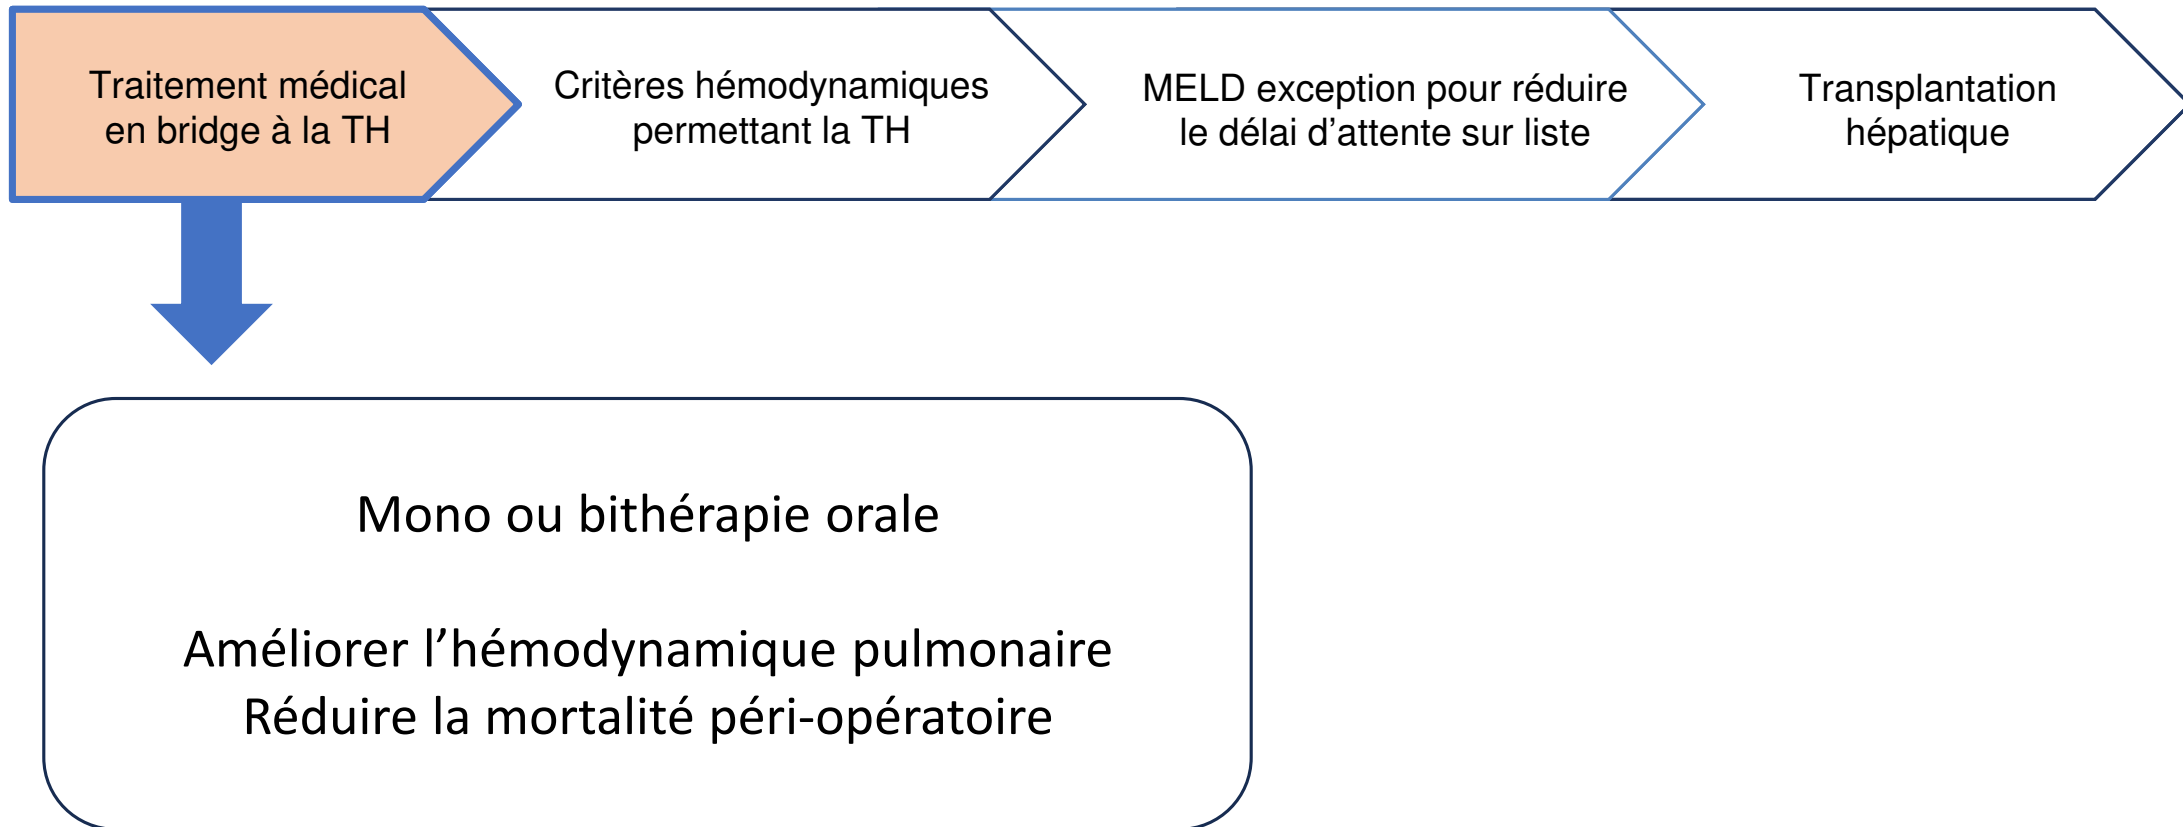 Traitement médical
en bridge à la TH
Critères hémodynamiques
permettant la TH
MELD exception pour réduire
le délai d’attente sur liste
Transplantation
hépatique
Mono ou bithérapie orale
Améliorer l’hémodynamique pulmonaire
Réduire la mortalité péri-opératoire